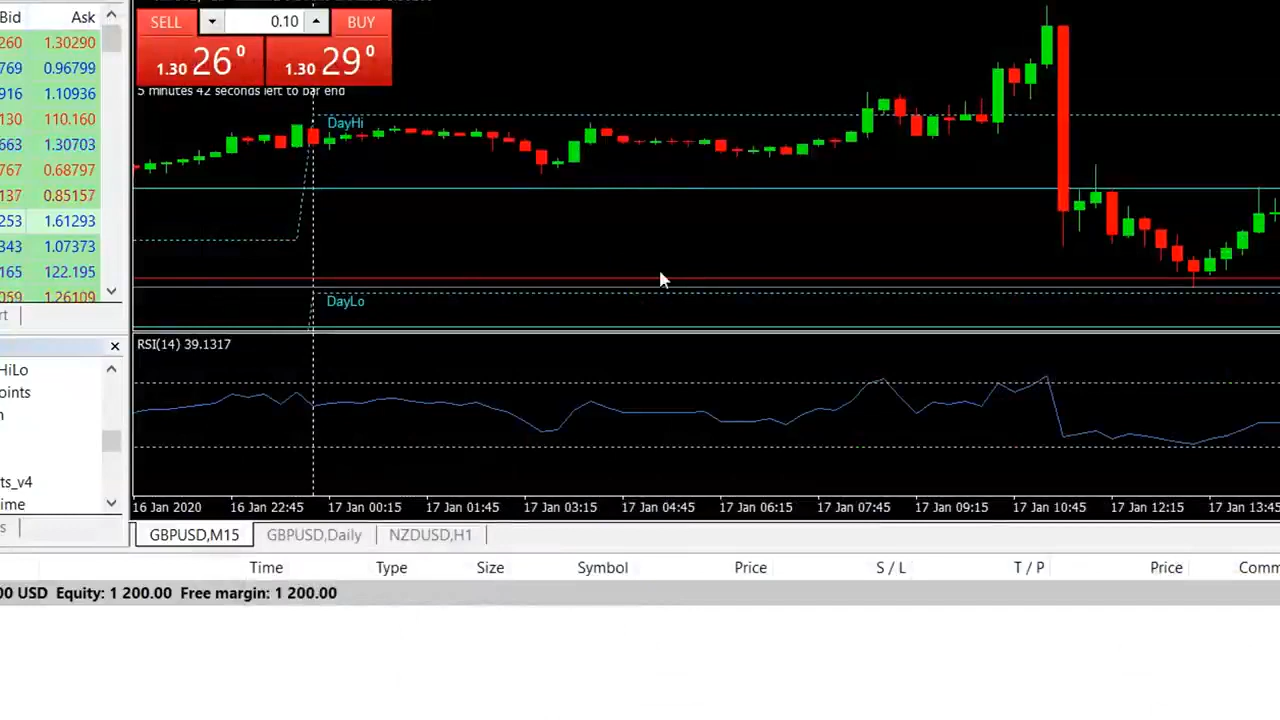 Bid Ask
260 1.30290
769 0.96799
916 1.10936
130 110.160
663 1.30703
767 0.68797
137 0.85157
253 1.61293
343 1.07373
165 122.195
059 1.26109
rt
HiLo
oints
n
ts_v4
ime
s
SELL 0.10 BUY
1.30 26 0 1.30 29 0
5 minutes 42 seconds left to bar end
DayHi
DayLo
RSI(14) 39.1317
16 Jan 2020 16 Jan 22:45 17 Jan 00:15 17 Jan 01:45 17 Jan 03:15 17 Jan 04:45 17 Jan 06:15 17 Jan 07:45 17 Jan 09:15 17 Jan 10:45 17 Jan 12:15 17 Jan 13:45
GBPUSD,M15 GBPUSD,Daily NZDUSD,H1
Time Type Size Symbol Price S / L T / P Price Comm
00 USD Equity: 1 200.00 Free margin: 1 200.00